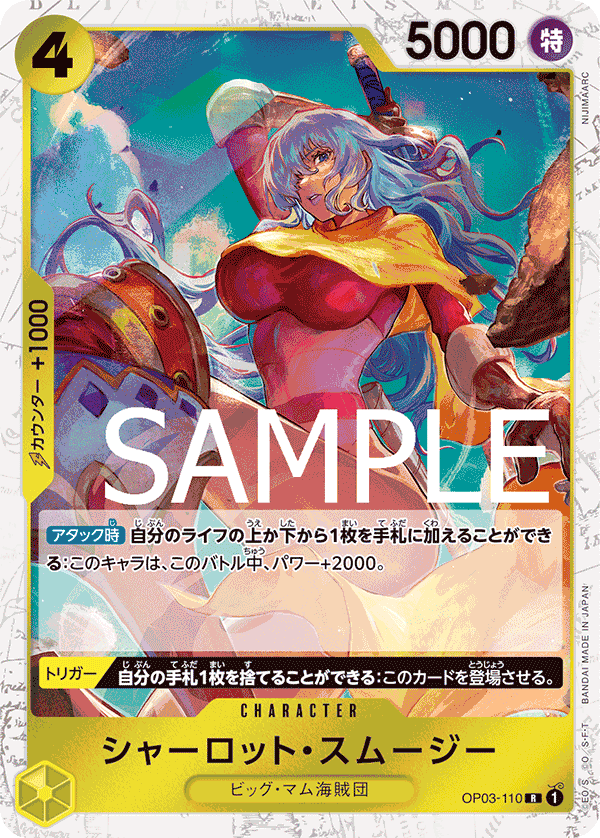 4
5000 特
NIJIMAARC
カウンター +1000
SAMPLE
アタック時 自分のライフの上か下から1枚を手札に加えることができ
る：このキャラは、このバトル中、パワー+2000。
トリガー 自分の手札1枚を捨てることができる：このカードを登場させる。
CHARACTER
シャーロット・スムージー
ビッグ・マム海賊団
OP03-110 R 1
©E.O./S. ©O./S.・F.T. BANDAI MADE IN JAPAN